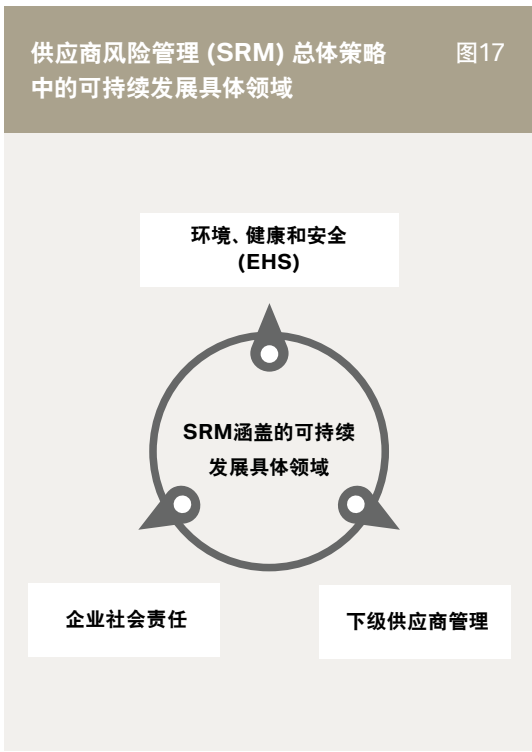 供应商风险管理 (SRM) 总体策略
中的可持续发展具体领域
图17
环境、健康和安全
(EHS)
SRM涵盖的可持续
发展具体领域
企业社会责任
下级供应商管理